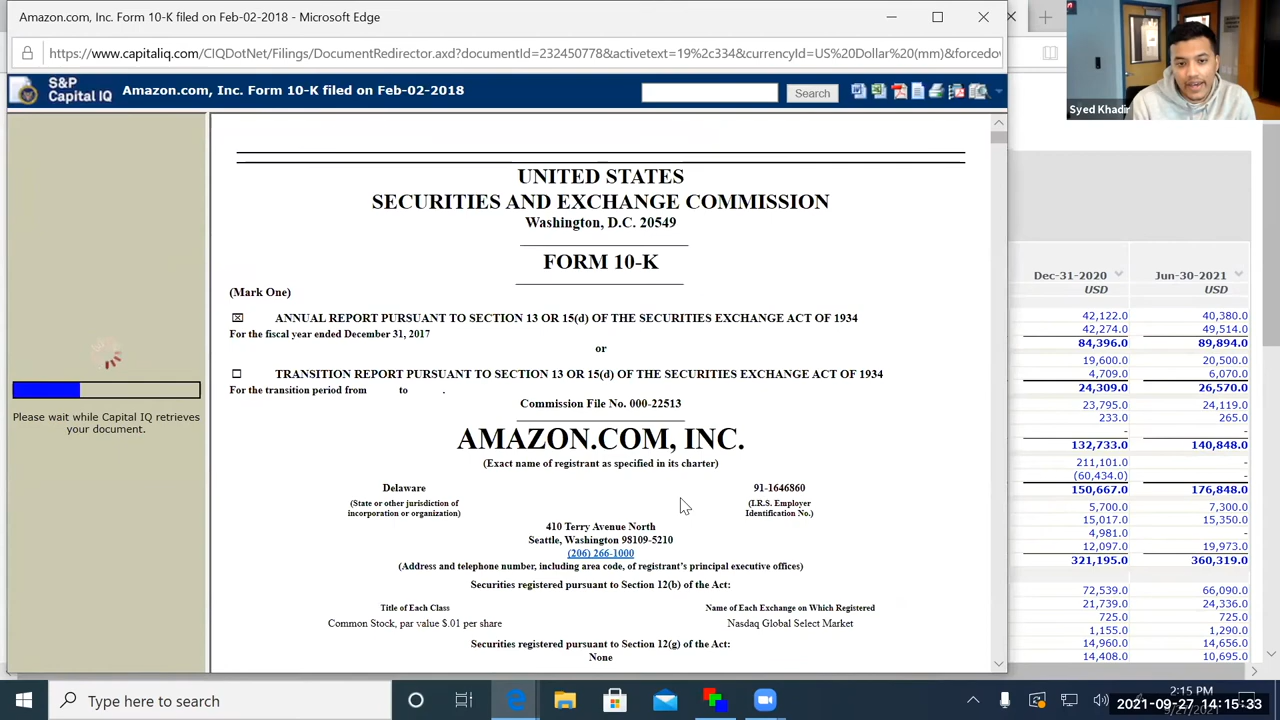 Amazon.com, Inc. Form 10-K filed on Feb-02-2018 - Microsoft Edge
https://www.capitaliq.com/CIQDotNet/Filings/DocumentRedirector.axd?documentId=232450778&activetext=19%2c334&currencyId=US%20Dollar%20(mm)&forcedov
S&P
Capital IQ
Amazon.com, Inc. Form 10-K filed on Feb-02-2018
Search
Syed Khadir
Please wait while Capital IQ retrieves
your document.
UNITED STATES
SECURITIES AND EXCHANGE COMMISSION
Washington, D.C. 20549
FORM 10-K
(Mark One)
☒ ANNUAL REPORT PURSUANT TO SECTION 13 OR 15(d) OF THE SECURITIES EXCHANGE ACT OF 1934
For the fiscal year ended December 31, 2017
or
☐ TRANSITION REPORT PURSUANT TO SECTION 13 OR 15(d) OF THE SECURITIES EXCHANGE ACT OF 1934
For the transition period from to .
Commission File No. 000-22513
AMAZON.COM, INC.
(Exact name of registrant as specified in its charter)
Delaware 91-1646860
(State or other jurisdiction of (I.R.S. Employer
incorporation or organization) Identification No.)
410 Terry Avenue North
Seattle, Washington 98109-5210
(206) 266-1000
(Address and telephone number, including area code, of registrant's principal executive offices)
Securities registered pursuant to Section 12(b) of the Act:
Title of Each Class Name of Each Exchange on Which Registered
Common Stock, par value $.01 per share Nasdaq Global Select Market
Securities registered pursuant to Section 12(g) of the Act:
None
Dec-31-2020 Jun-30-2021
USD USD
42,122.0 40,380.0
42,274.0 49,514.0
84,396.0 89,894.0
19,600.0 20,500.0
4,709.0 6,070.0
24,309.0 26,570.0
23,795.0 24,119.0
233.0 265.0
- -
132,733.0 140,848.0
211,101.0 -
(60,434.0) -
150,667.0 176,848.0
5,700.0 7,300.0
15,017.0 15,350.0
4,981.0 -
12,097.0 19,973.0
321,195.0 360,319.0
72,539.0 66,090.0
21,739.0 24,336.0
725.0 725.0
1,155.0 1,290.0
14,960.0 14,656.0
14,408.0 10,695.0
Type here to search
2:15 PM
2021-09-27 14:15:33